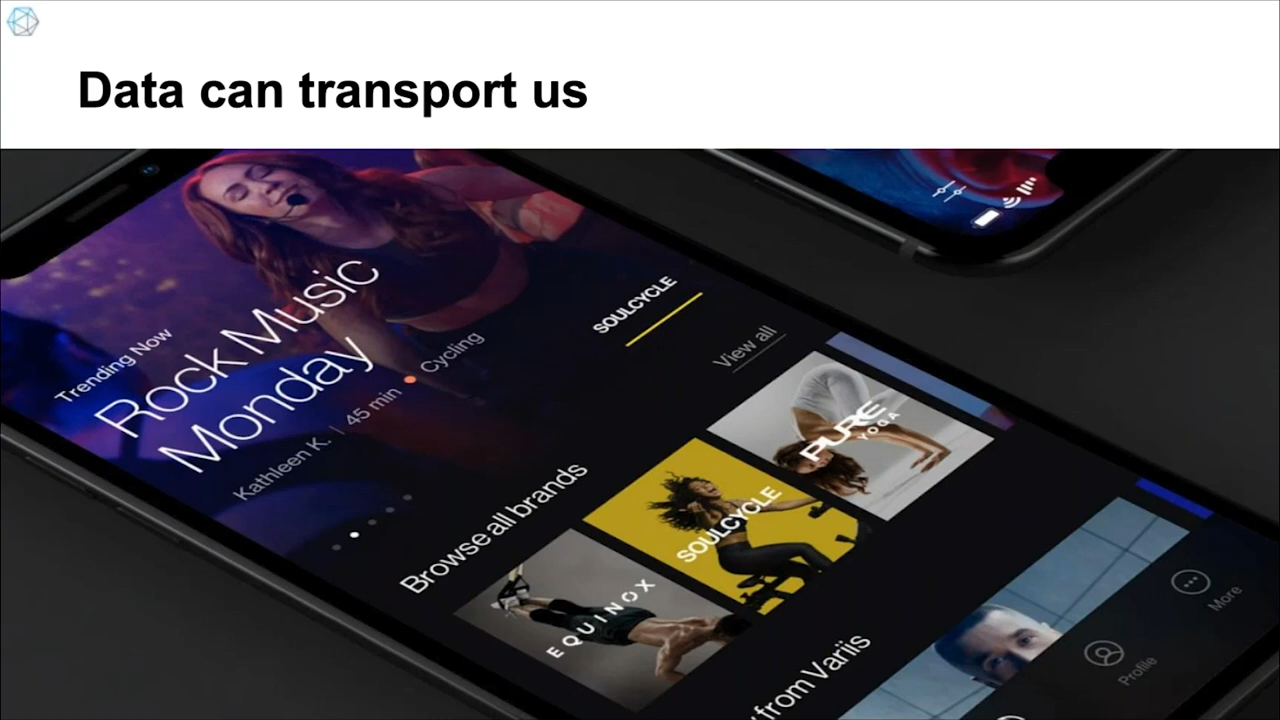 Data can transport us
Trending Now
Rock Music
Monday
Kathleen K. | 45 min • Cycling
SOULCYCLE
View all
Browse all brands
EQUINOX
SOULCYCLE
PURE
YOGA
from Variis
Profile
More